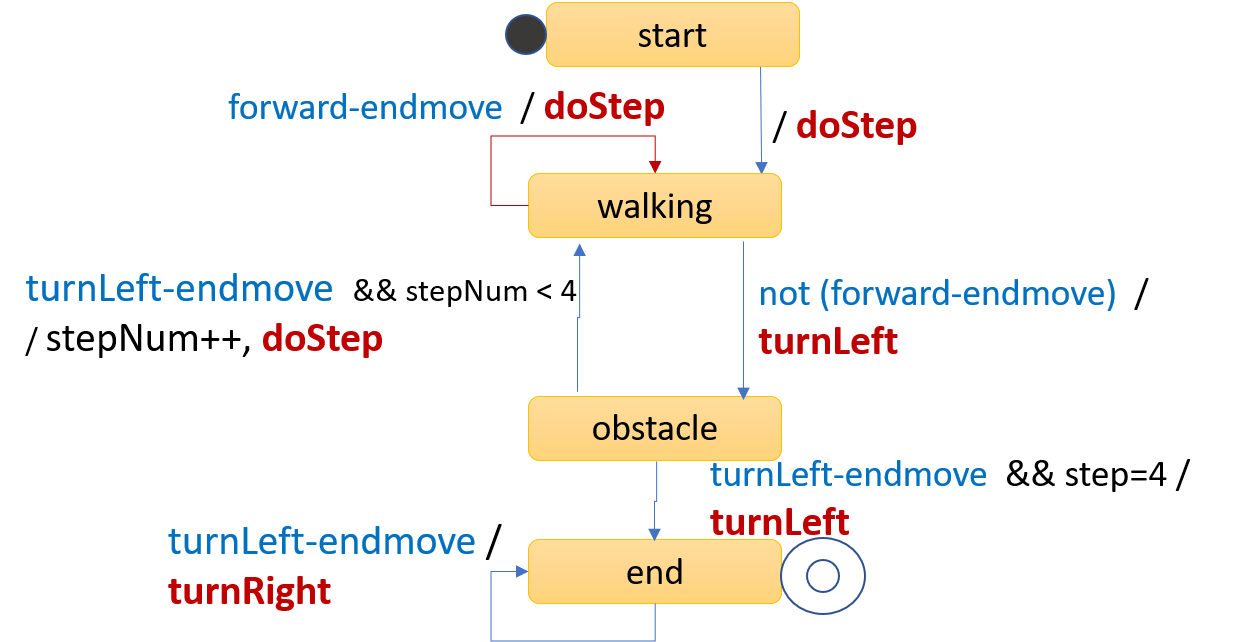 start
forward-endmove / doStep
/ doStep
walking
turnLeft-endmove && stepNum < 4
/ stepNum++, doStep
not (forward-endmove) /
turnLeft
obstacle
turnLeft-endmove && step=4 /
turnLeft
turnLeft-endmove /
turnRight
end